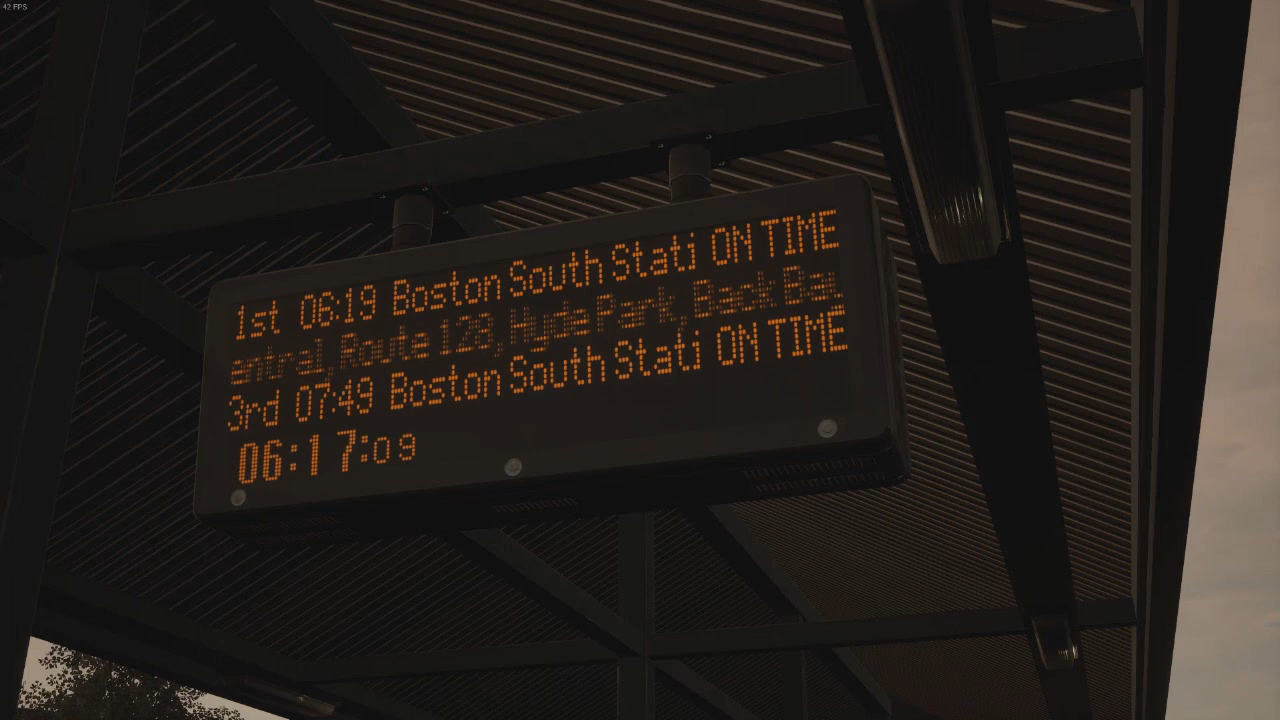 42 FPS
1st 06:19 Boston South Stati ON TIME
entral, Route 128, Hyde Park, Back Bay
3rd 07:49 Boston South Stati ON TIME
06:17:09